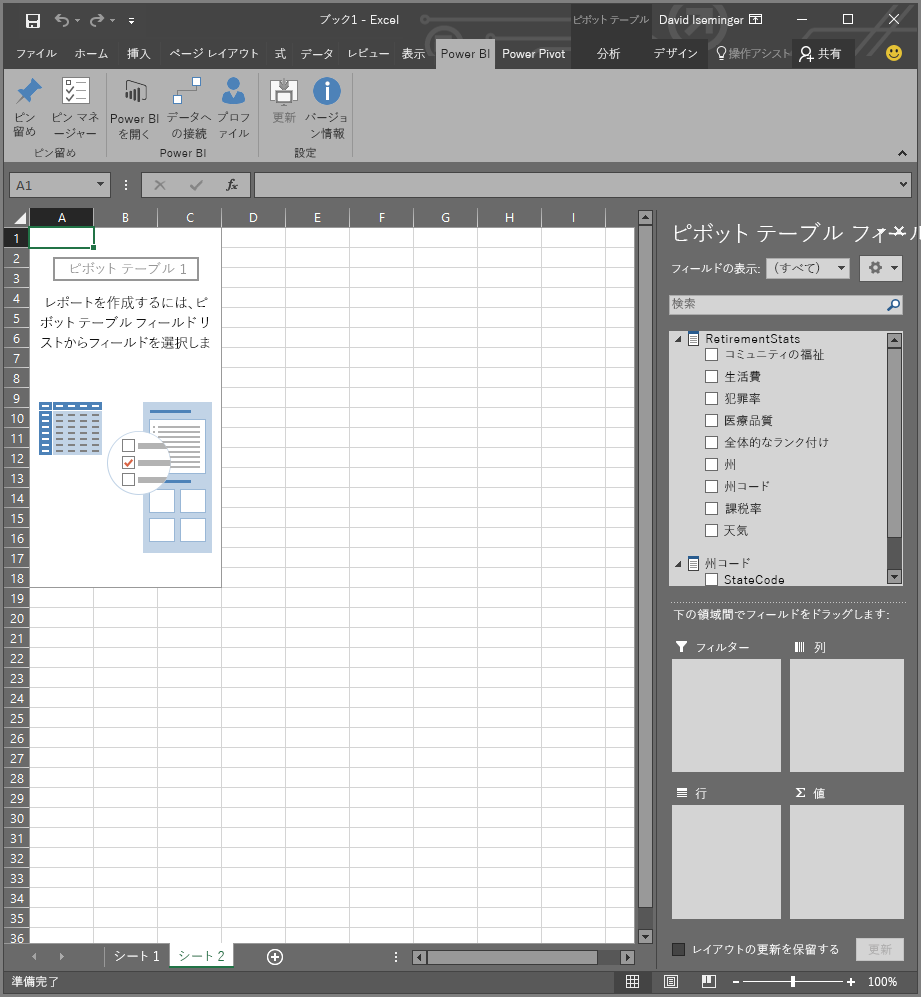 ブック1 - Excel
ピボット テーブル
David Iseminger
ファイル
ホーム
挿入
ページ レイアウト
式
データ
レビュー
表示
Power BI
Power Pivot
分析
デザイン
操作アシスト
共有
ピン
留め
ピン マネ
ージャー
ピン留め
Power BI
を開く
データへ
の接続
プロフ
ァイル
Power BI
更新
バージョ
ン情報
設定
A1
fx
A B C D E F G H I
1
2
3
4
5
6
7
8
9
10
11
12
13
14
15
16
17
18
19
20
21
22
23
24
25
26
27
28
29
30
31
32
33
34
35
36
ピボット テーブル 1
レポートを作成するには、ピ
ボット テーブル フィールド リ
ストからフィールドを選択しま
ピボット テーブル フィール
フィールドの表示:
(すべて)
検索
RetirementStats
コミュニティの福祉
生活費
犯罪率
医療品質
全体的なランク付け
州
州コード
課税率
天気
州コード
StateCode
下の領域間でフィールドをドラッグします:
フィルター
列
行
Σ 値
レイアウトの更新を保留する
更新
シート 1
シート 2
準備完了
100%